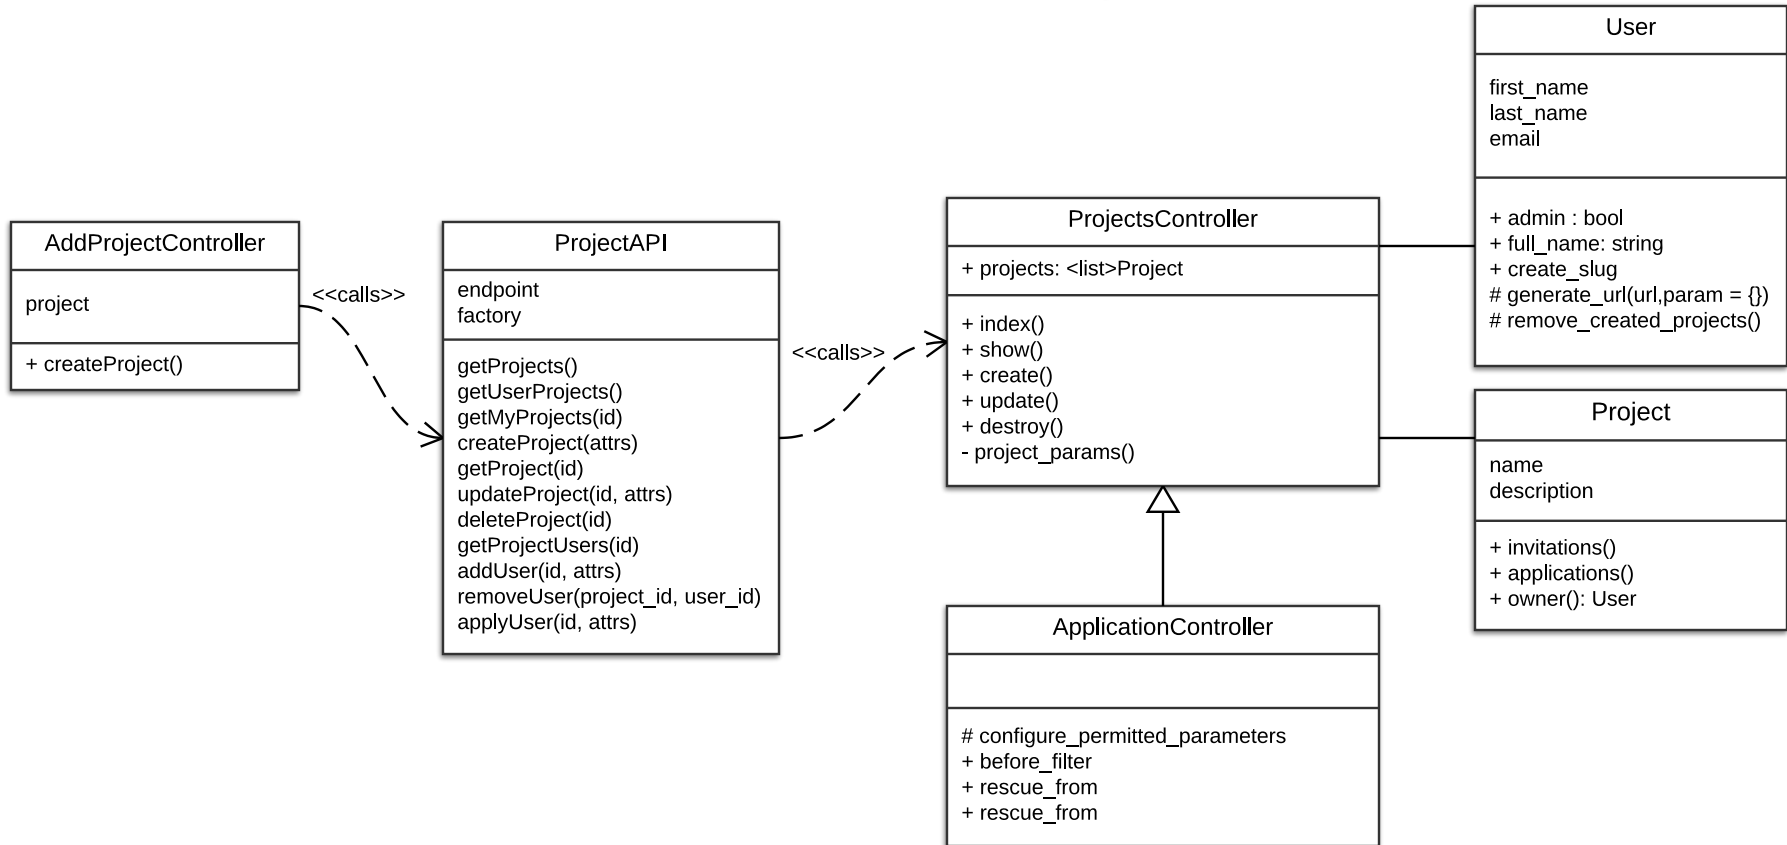 AddProjectController
project
+ createProject()
<<calls>>
ProjectAPI
endpoint
factory
getProjects()
getUserProjects()
getMyProjects(id)
createProject(attrs)
getProject(id)
updateProject(id, attrs)
deleteProject(id)
getProjectUsers(id)
addUser(id, attrs)
removeUser(project_id, user_id)
applyUser(id, attrs)
<<calls>>
ProjectsController
+ projects: <list>Project
+ index()
+ show()
+ create()
+ update()
+ destroy()
- project_params()
ApplicationController
# configure_permitted_parameters
+ before_filter
+ rescue_from
+ rescue_from
User
first_name
last_name
email
+ admin : bool
+ full_name: string
+ create_slug
# generate_url(url,param = {})
# remove_created_projects()
Project
name
description
+ invitations()
+ applications()
+ owner(): User